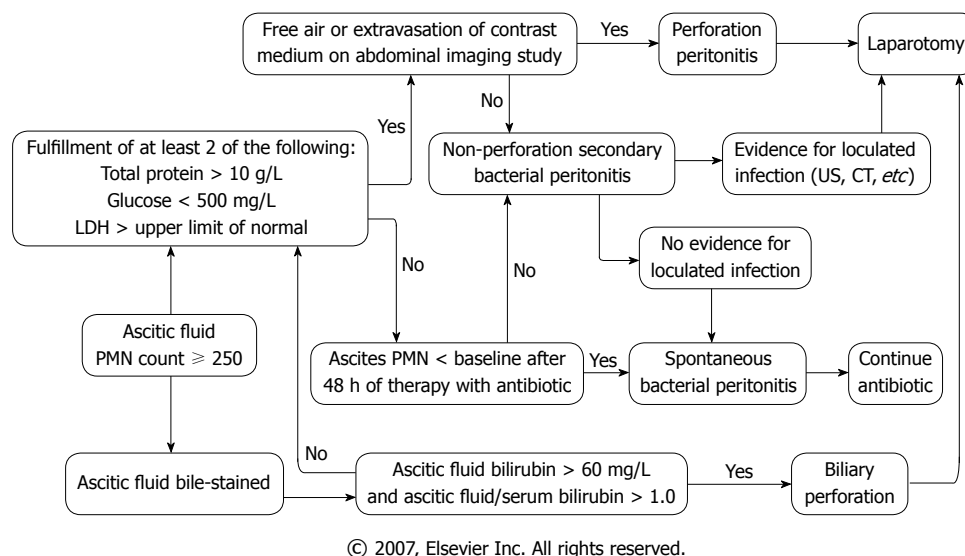 Free air or extravasation of contrast
medium on abdominal imaging study
Yes
Perforation
peritonitis
Laparotomy
No
Yes
Fulfillment of at least 2 of the following:
Total protein > 10 g/L
Glucose < 500 mg/L
LDH > upper limit of normal
Non-perforation secondary
bacterial peritonitis
Evidence for loculated
infection (US, CT, etc)
No
No
No evidence for
loculated infection
Ascitic fluid
PMN count ⩾ 250
Ascites PMN < baseline after
48 h of therapy with antibiotic
Yes
Spontaneous
bacterial peritonitis
Continue
antibiotic
No
Ascitic fluid bile-stained
Ascitic fluid bilirubin > 60 mg/L
and ascitic fluid/serum bilirubin > 1.0
Yes
Biliary
perforation
© 2007, Elsevier Inc. All rights reserved.